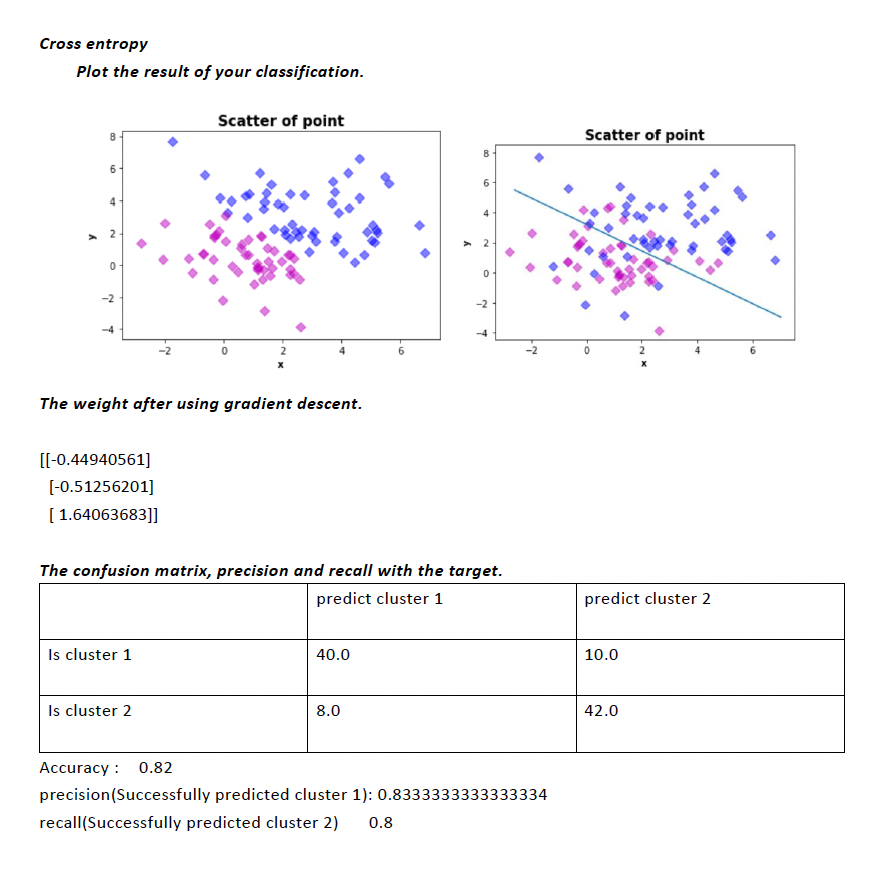 Cross entropy
Plot the result of your classification.
Scatter of point
8
6
4
2
0
−2
−4
y
−2 0 2 4 6
x
Scatter of point
8
6
4
2
0
−2
−4
y
−2 0 2 4 6
x
The weight after using gradient descent.
[[-0.44940561]
[-0.51256201]
[ 1.64063683]]
The confusion matrix, precision and recall with the target.
predict cluster 1 predict cluster 2
Is cluster 1 40.0 10.0
Is cluster 2 8.0 42.0
Accuracy : 0.82
precision(Successfully predicted cluster 1): 0.8333333333333334
recall(Successfully predicted cluster 2) 0.8